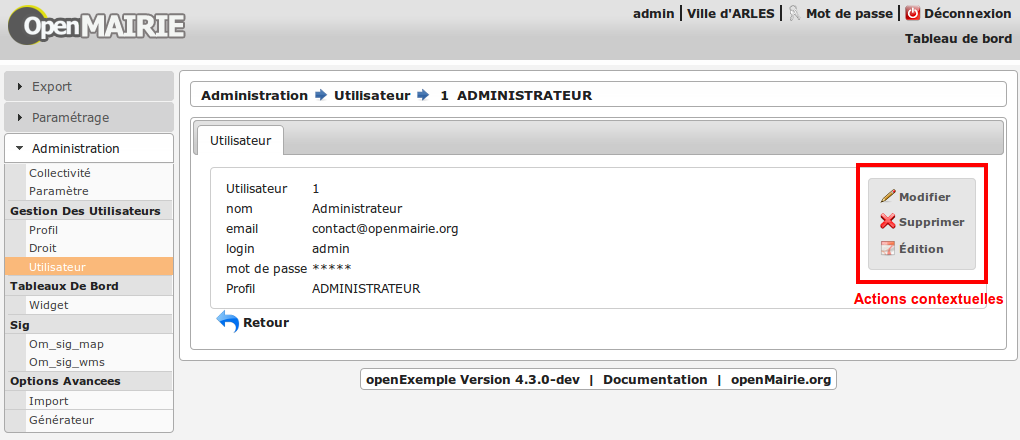 openMAIRIE
admin | Ville d'ARLES | Mot de passe | Déconnexion
Tableau de bord
Export
Paramétrage
Administration
Collectivité
Paramètre
Gestion Des Utilisateurs
Profil
Droit
Utilisateur
Tableaux De Bord
Widget
Sig
Om_sig_map
Om_sig_wms
Options Avancees
Import
Générateur
Administration Utilisateur 1 ADMINISTRATEUR
Utilisateur
Utilisateur 1
nom Administrateur
email contact@openmairie.org
login admin
mot de passe *****
Profil ADMINISTRATEUR
Modifier
Supprimer
Édition
Actions contextuelles
Retour
openExemple Version 4.3.0-dev | Documentation | openMairie.org